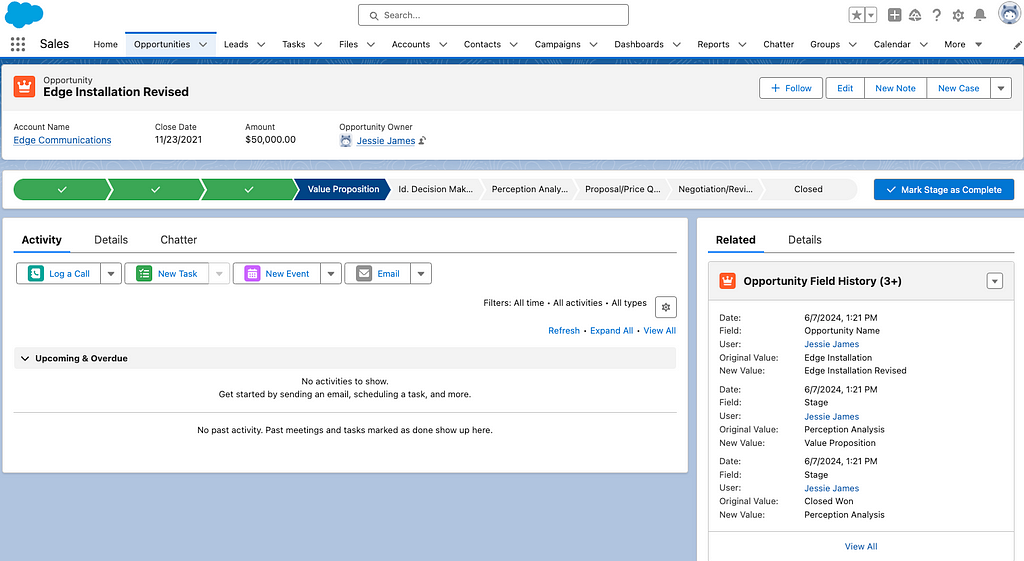 Search...
Sales Home Opportunities Leads Tasks Files Accounts Contacts Campaigns Dashboards Reports Chatter Groups Calendar More
Opportunity
Edge Installation Revised
+ Follow Edit New Note New Case
Account Name Close Date Amount Opportunity Owner
Edge Communications 11/23/2021 $50,000.00 Jessie James
Value Proposition Id. Decision Mak... Perception Analy... Proposal/Price Q... Negotiation/Revi... Closed Mark Stage as Complete
Activity Details Chatter
Log a Call New Task New Event Email
Filters: All time • All activities • All types
Refresh • Expand All • View All
Upcoming & Overdue
No activities to show.
Get started by sending an email, scheduling a task, and more.
No past activity. Past meetings and tasks marked as done show up here.
Related Details
Opportunity Field History (3+)
Date: 6/7/2024, 1:21 PM
Field: Opportunity Name
User: Jessie James
Original Value: Edge Installation
New Value: Edge Installation Revised
Date: 6/7/2024, 1:21 PM
Field: Stage
User: Jessie James
Original Value: Perception Analysis
New Value: Value Proposition
Date: 6/7/2024, 1:21 PM
Field: Stage
User: Jessie James
Original Value: Closed Won
New Value: Perception Analysis
View All